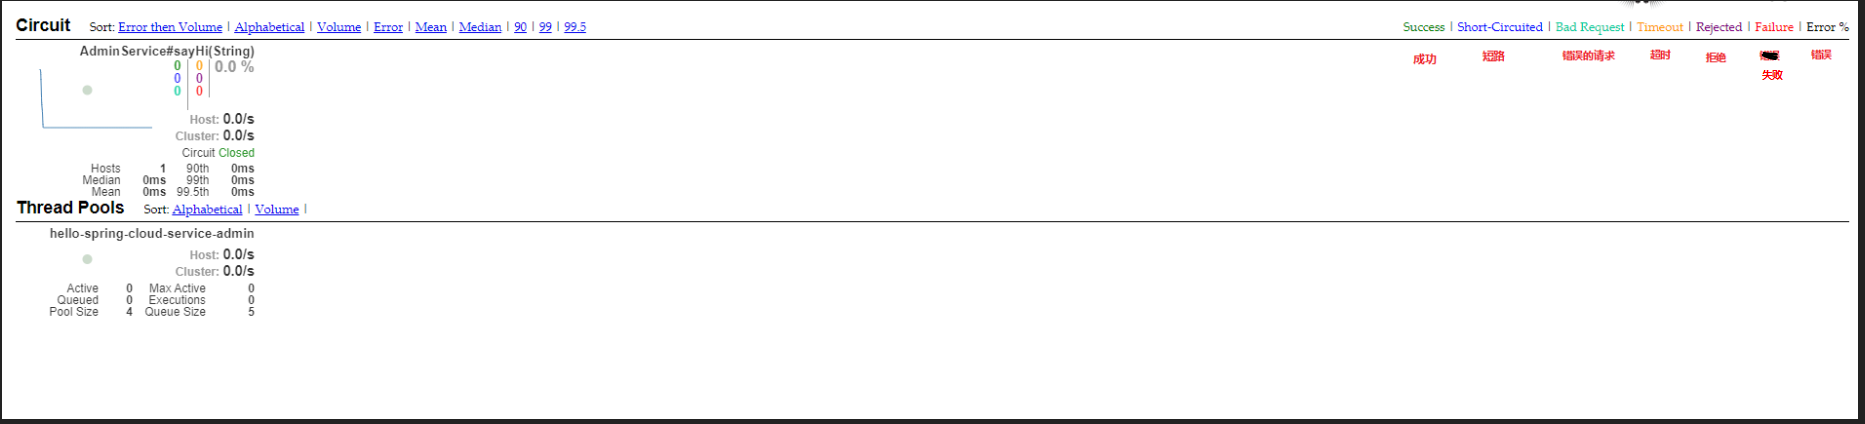 Circuit Sort: Error then Volume | Alphabetical | Volume | Error | Mean | Median | 90 | 99 | 99.5
Success | Short-Circuited | Bad Request | Timeout | Rejected | Failure | Error %
成功 短路 错误的请求 超时 拒绝 错误
失败
AdminService#sayHi(String)
0 0 0.0 %
0 0
0 0
Host: 0.0/s
Cluster: 0.0/s
Circuit Closed
Hosts 1 90th 0ms
Median 0ms 99th 0ms
Mean 0ms 99.5th 0ms
Thread Pools Sort: Alphabetical | Volume |
hello-spring-cloud-service-admin
Host: 0.0/s
Cluster: 0.0/s
Active 0 Max Active 0
Queued 0 Executions 0
Pool Size 4 Queue Size 5